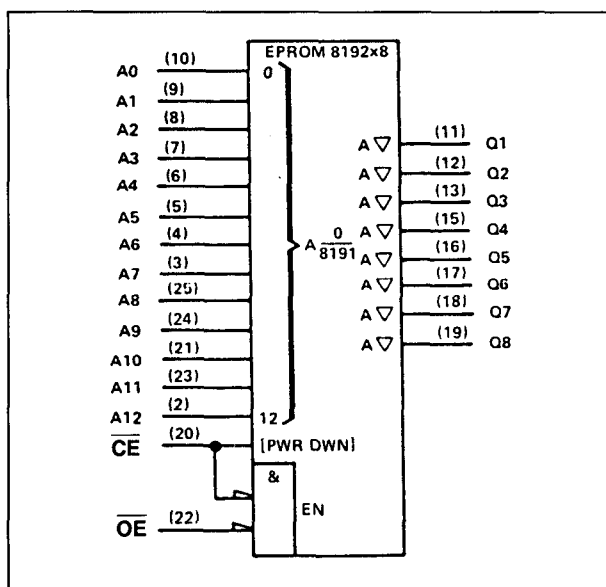 EPROM 8192x8
A0 (10) 0
A1 (9)
A2 (8)
A3 (7)
A4 (6)
A5 (5)
A6 (4)
A7 (3)
A8 (25)
A9 (24)
A10 (21)
A11 (23)
A12 (2) 12
CE (20) [PWR DWN]
&
EN
OE (22)
A 0
8191
A ▽ (11) Q1
A ▽ (12) Q2
A ▽ (13) Q3
A ▽ (15) Q4
A ▽ (16) Q5
A ▽ (17) Q6
A ▽ (18) Q7
A ▽ (19) Q8